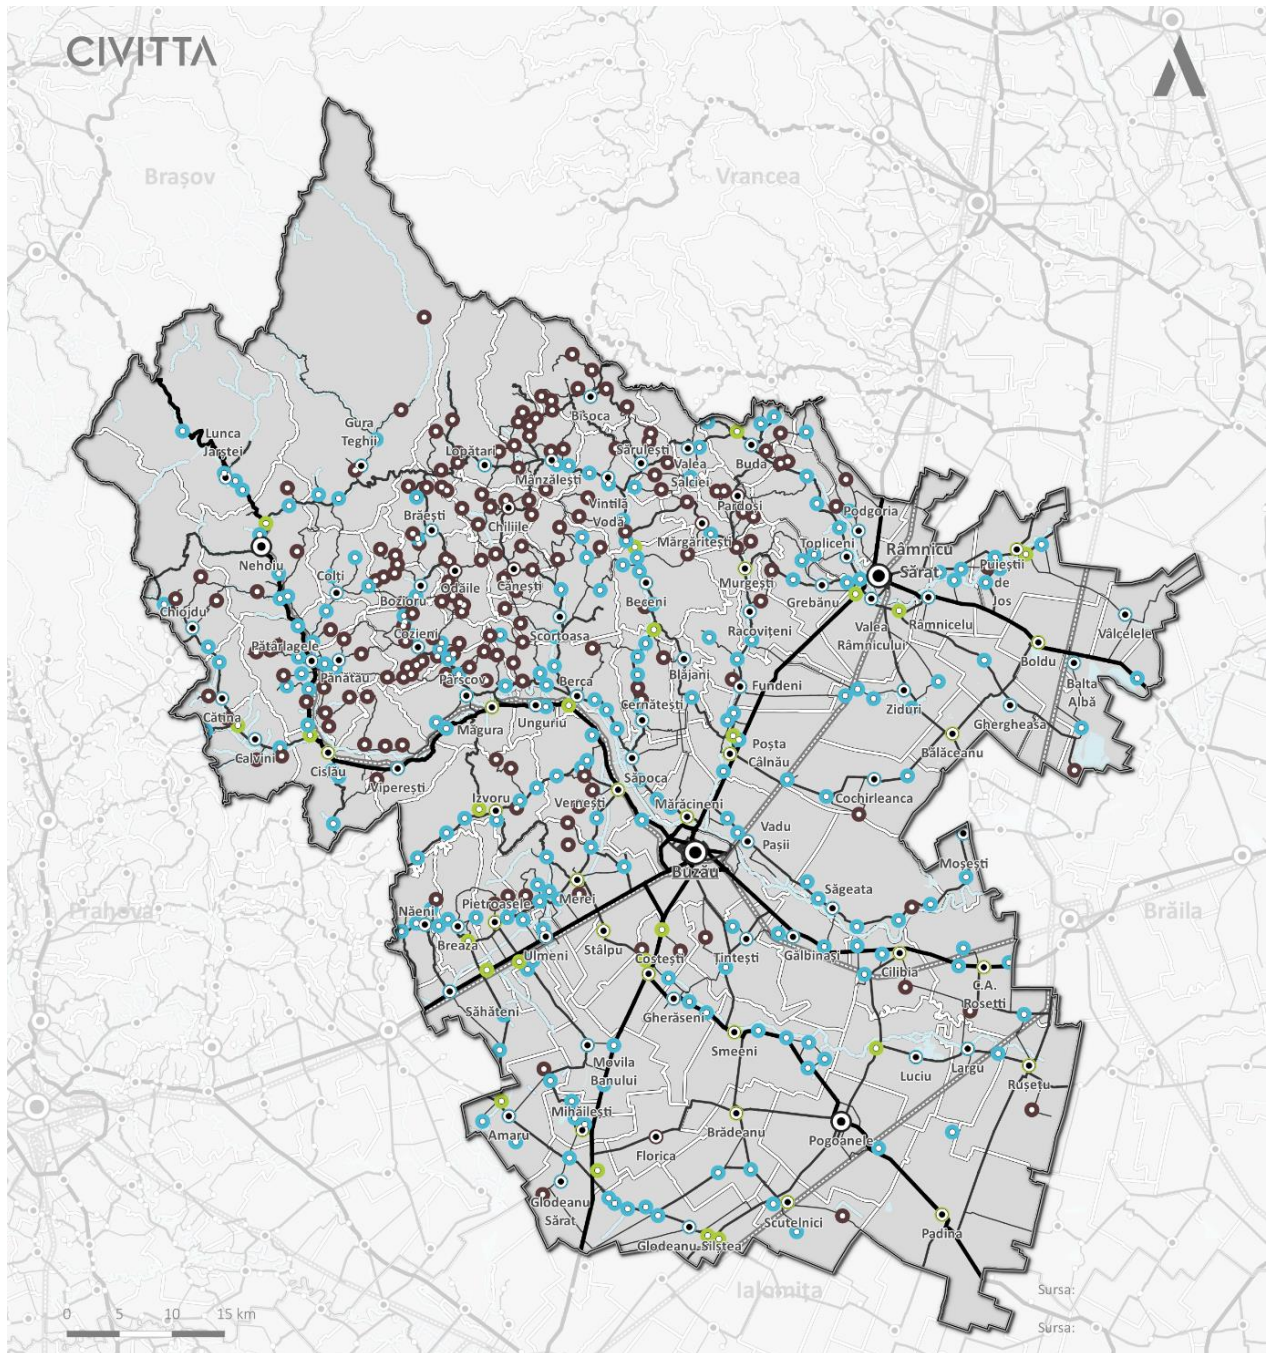 CIVITTA
Brașov
Vrancea
Bisoca
Lunca
Jariștei
Gura
Teghii
Lopătari
Mânzălești
Sărulești
Valea
Salciei
Buda
Vintilă
Vodă
Pardoși
Podgoria
Brăești
Chiliile
Mărgăritești
Topliceni
Râmnicu
Sărat
Puieștii
de
Jos
Nehoiu
Colți
Bozioru
Odăile
Cănești
Murgești
Grebănu
Beceni
Chiojdu
Cozieni
Scorțoasa
Racovițeni
Valea
Râmnicului
Râmnicelu
Vâlcelele
Pătârlagele
Pănătău
Pârscov
Berca
Blăjani
Fundeni
Boldu
Balta
Albă
Cătina
Calvini
Cislău
Viperești
Măgura
Unguriu
Cernătești
Ziduri
Ghergheasa
Bălăceanu
Poșta
Câlnău
Săpoca
Izvoru
Vernești
Mărăcineni
Cochirleanca
Vadu
Pașii
Buzău
Moșești
Săgeata
Prahova
Brăila
Năeni
Pietroasele
Merei
Breaza
Ulmeni
Stâlpu
Costești
Țintești
Gălbinași
Cilibia
C.A.
Rosetti
Săhăteni
Gherăseni
Smeeni
Movila
Banului
Luciu
Largu
Rușețu
Mihăilești
Amaru
Florica
Brădeanu
Pogoanele
Glodeanu
Sărat
Glodeanu-Siliștea
Scutelnici
Padina
Ialomița
Sursa:
Sursa:
0 5 10 15 km